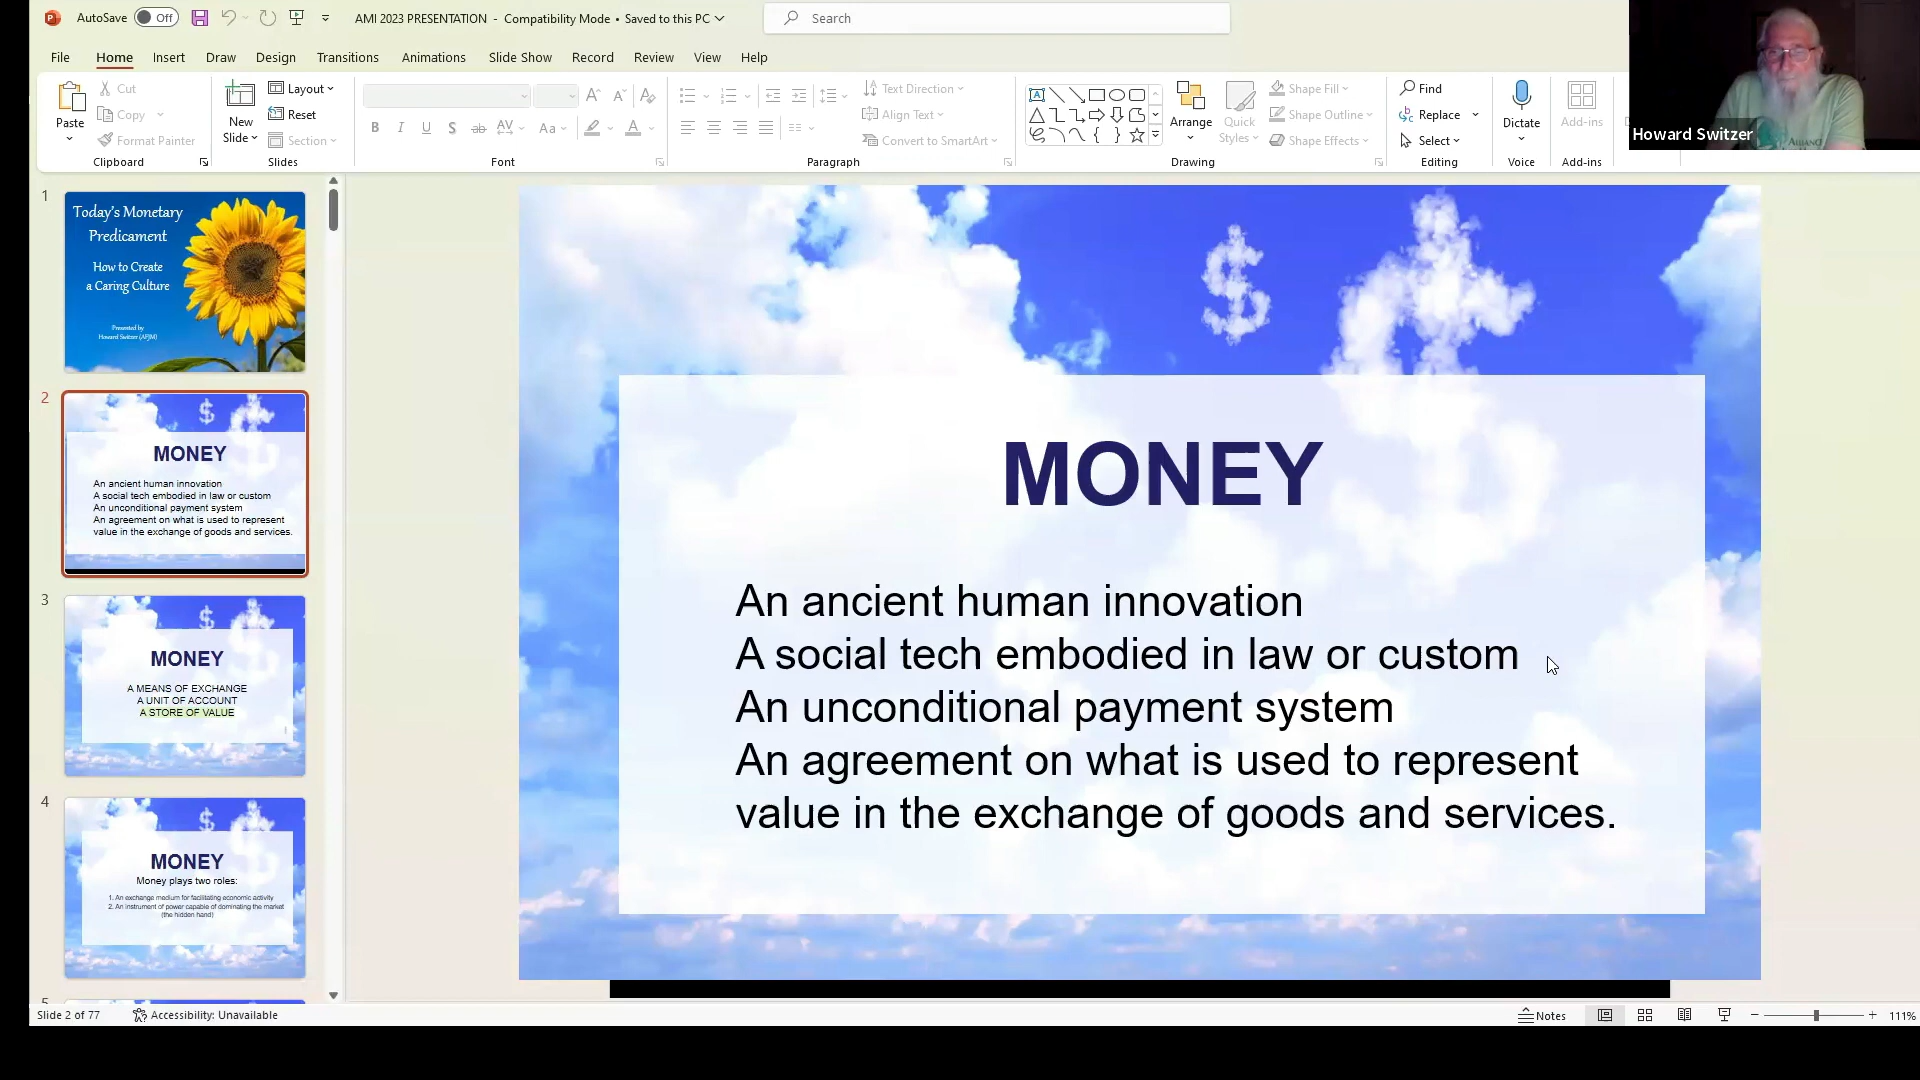 AutoSave Off AMI 2023 PRESENTATION - Compatibility Mode • Saved to this PC Search
File Home Insert Draw Design Transitions Animations Slide Show Record Review View Help
Paste
Cut
Copy
Format Painter
Clipboard
New
Slide
Layout
Reset
Section
Slides
B I U S ab AV Aa A
Font
Text Direction
Align Text
Convert to SmartArt
Paragraph
Arrange
Quick
Styles
Shape Fill
Shape Outline
Shape Effects
Drawing
Find
Replace
Select
Editing
Dictate
Voice
Add-ins
Add-ins
Howard Switzer
1
Today's Monetary
Predicament
How to Create
a Caring Culture
Presented by
Howard Switzer (AFJM)
2
$
MONEY
An ancient human innovation
A social tech embodied in law or custom
An unconditional payment system
An agreement on what is used to represent
value in the exchange of goods and services.
3
$
MONEY
A MEANS OF EXCHANGE
A UNIT OF ACCOUNT
A STORE OF VALUE
4
$
MONEY
Money plays two roles:
1. An exchange medium for facilitating economic activity
2. An instrument of power capable of dominating the market
(the hidden hand)
5
$ $
MONEY
An ancient human innovation
A social tech embodied in law or custom
An unconditional payment system
An agreement on what is used to represent
value in the exchange of goods and services.
Slide 2 of 77 Accessibility: Unavailable Notes 111%